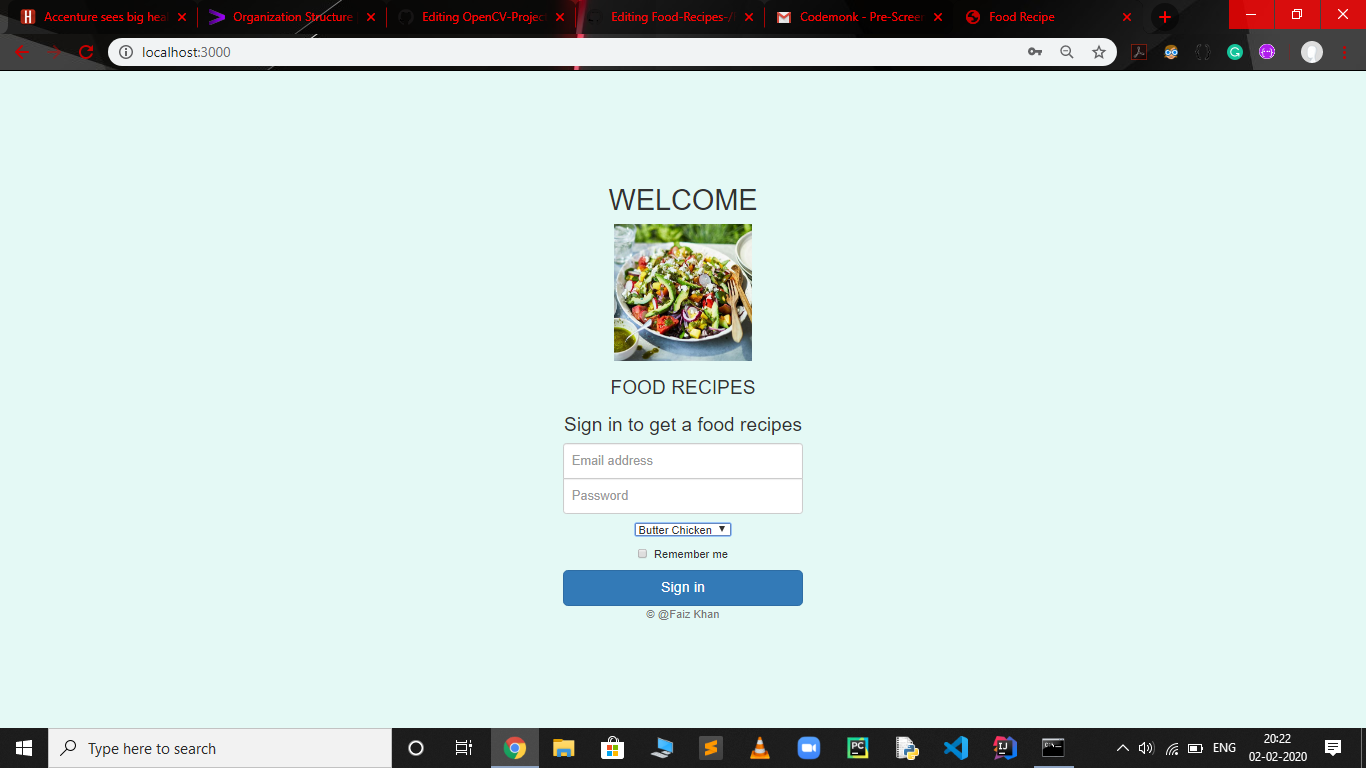 Accenture sees big hea
Organization Structure
Editing OpenCV-Projec
Editing Food-Recipes-
Codemonk - Pre-Screen
Food Recipe
localhost:3000
WELCOME
FOOD RECIPES
Sign in to get a food recipes
Email address
Password
Butter Chicken
Remember me
Sign in
© @Faiz Khan
Type here to search
ENG
20:22
02-02-2020